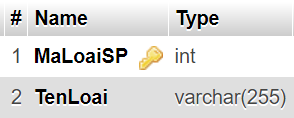 # Name Type
1 MaLoaiSP int
2 TenLoai varchar(255)